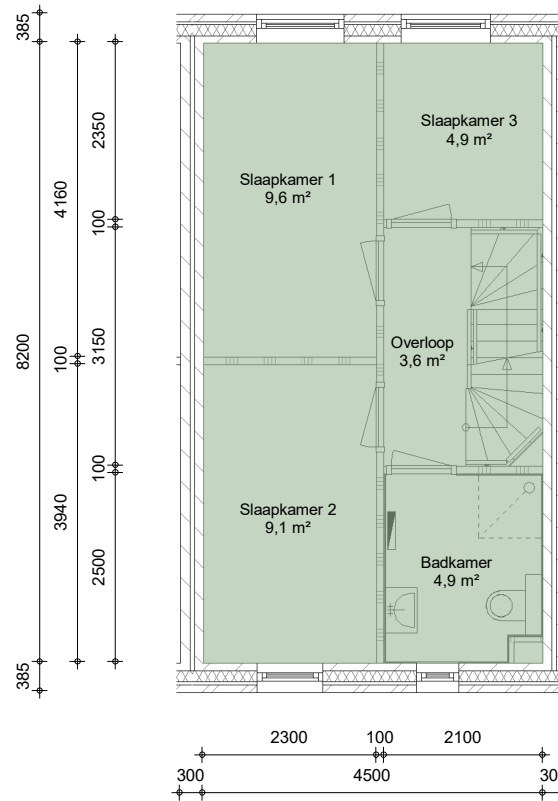 385
2350
4160
100
Slaapkamer 3
4,9 m²
Slaapkamer 1
9,6 m²
8200
100
3150
Overloop
3,6 m²
100
3940
2500
Slaapkamer 2
9,1 m²
Badkamer
4,9 m²
385
2300
100
2100
300
4500
30